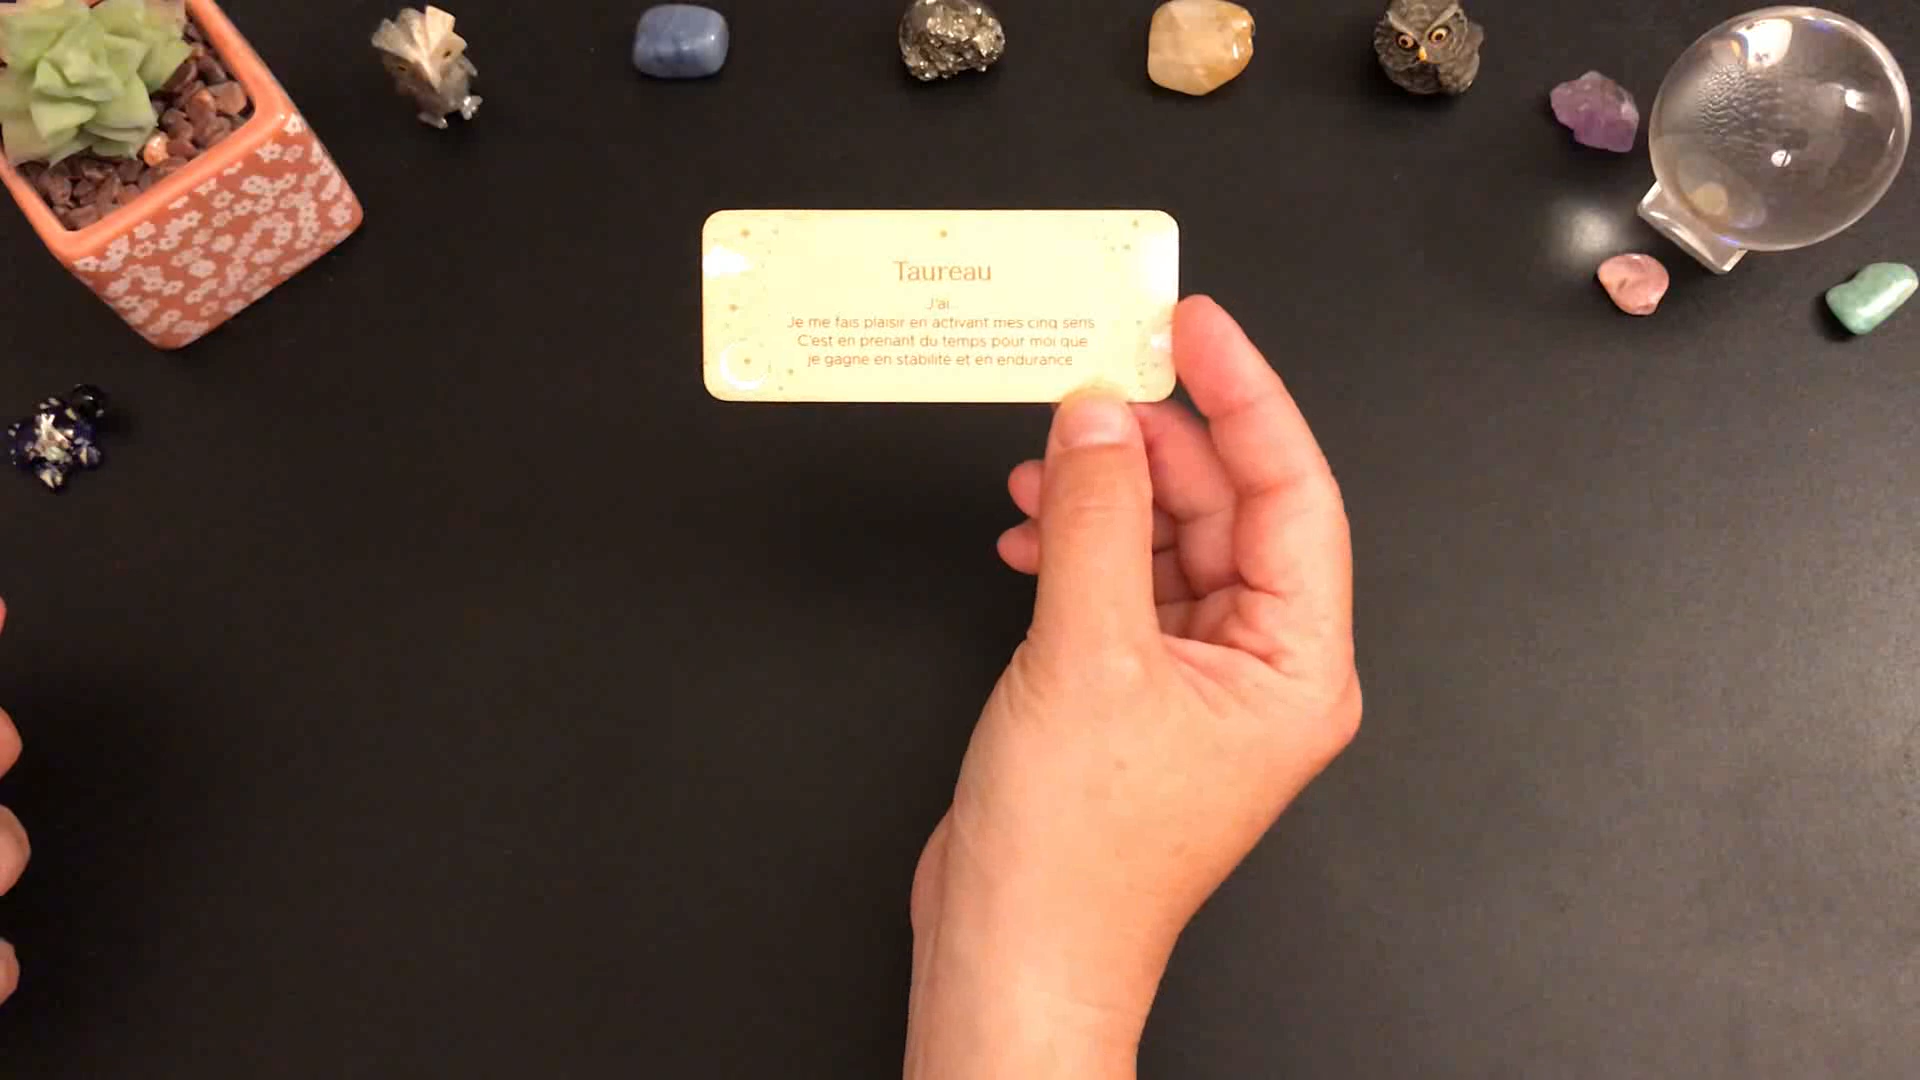 Taureau
J'ai...
Je me fais plaisir en activant mes cinq sens
C'est en prenant du temps pour moi que
je gagne en stabilité et en endurance